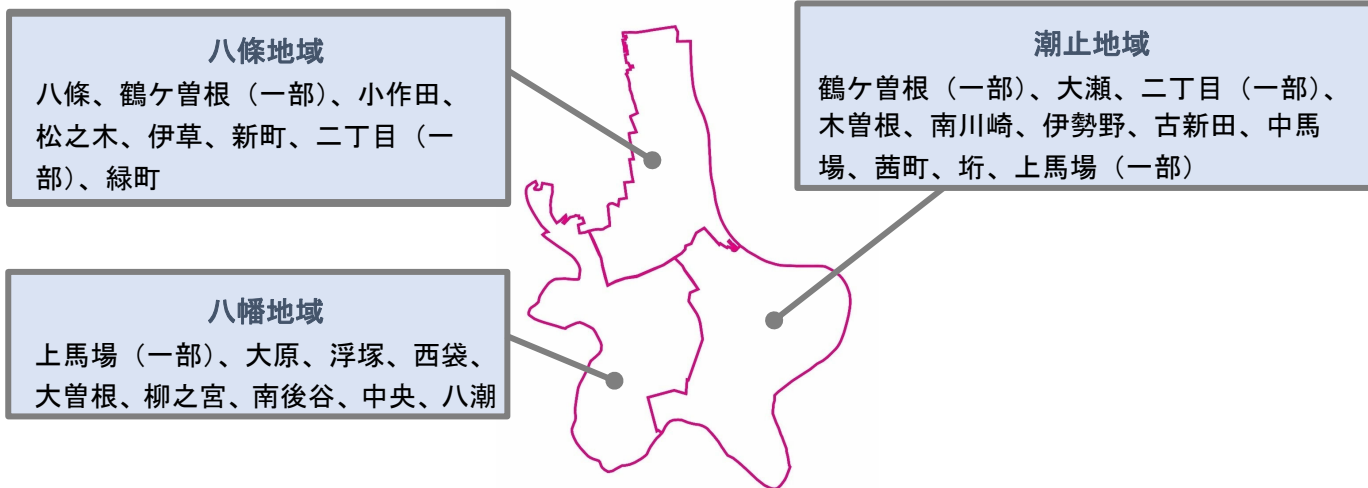 八條地域
八條、鶴ケ曽根（一部）、小作田、
松之木、伊草、新町、二丁目（一
部）、緑町
潮止地域
鶴ケ曽根（一部）、大瀬、二丁目（一部）、
木曽根、南川崎、伊勢野、古新田、中馬
場、茜町、垳、上馬場（一部）
八幡地域
上馬場（一部）、大原、浮塚、西袋、
大曽根、柳之宮、南後谷、中央、八潮